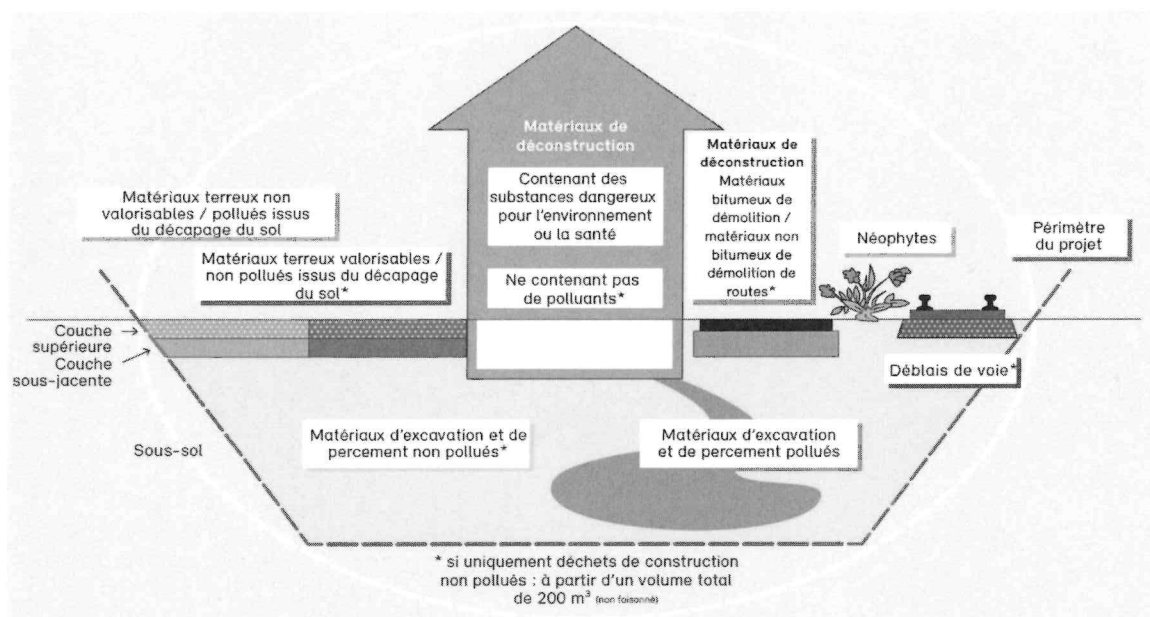 Matériaux de
déconstruction
Contenant des
substances dangereux
pour l'environnement
ou la santé
Ne contenant pas
de polluants*
Matériaux de
déconstruction
Matériaux
bitumeux de
démolition /
matériaux non
bitumeux de
démolition de
routes*
Matériaux terreux non
valorisables / pollués issus
du décapage du sol
Matériaux terreux valorisables /
non pollués issus du décapage
du sol*
Néophytes
Périmètre
du projet
Couche
supérieure
Couche
sous-jacente
Déblais de voie*
Sous-sol
Matériaux d'excavation et de
percement non pollués*
Matériaux d'excavation
et de percement pollués
* si uniquement déchets de construction
non pollués : à partir d'un volume total
de 200 m³ (non foisonné)